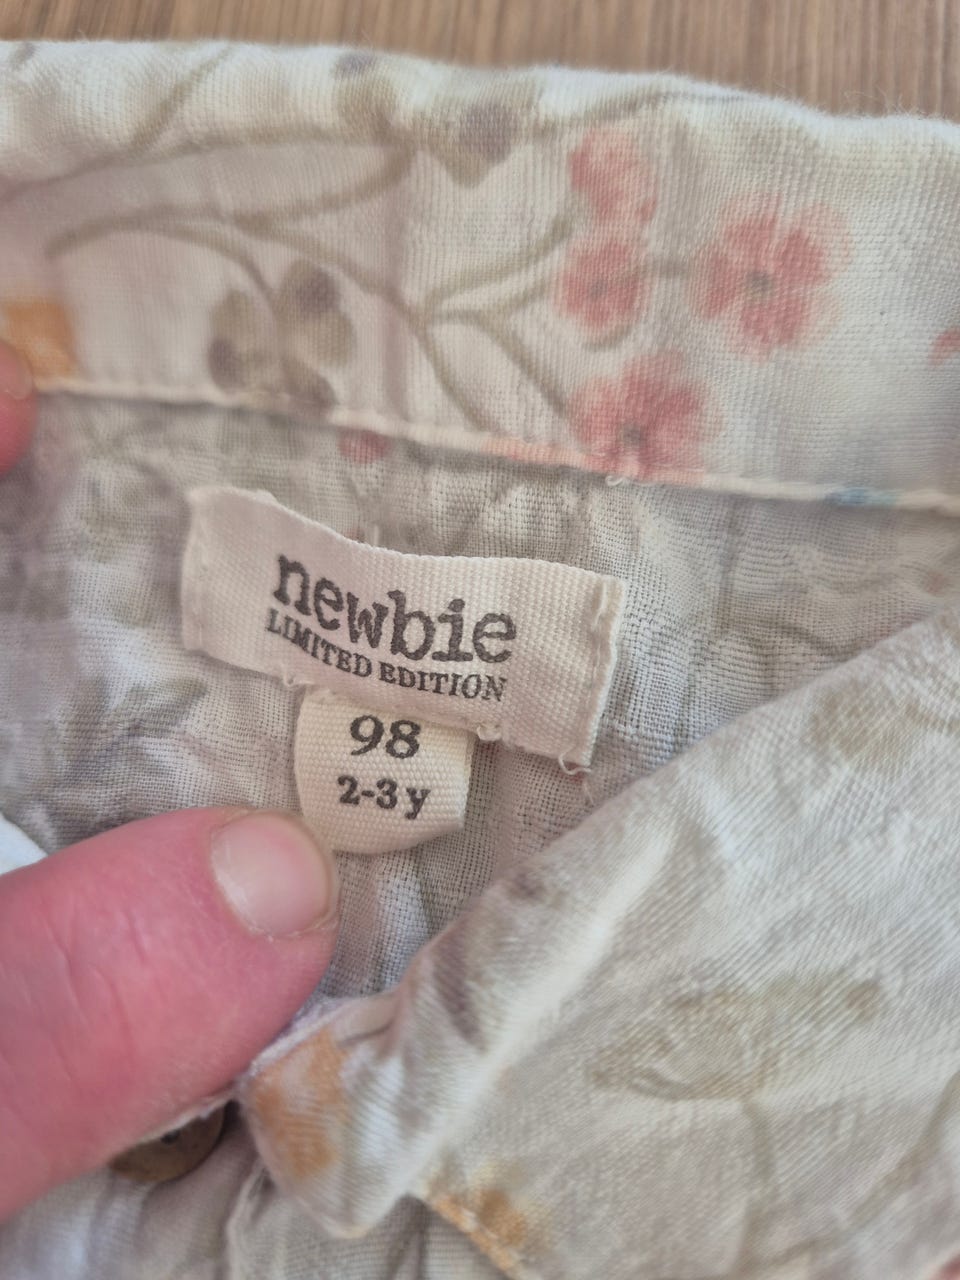 newbie
LIMITED EDITION
98
2-3 y